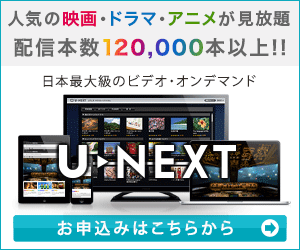 人気の映画・ドラマ・アニメが見放題
配信本数120,000本以上!!
日本最大級のビデオ・オンデマンド
U-NEXT
お申込みはこちらから